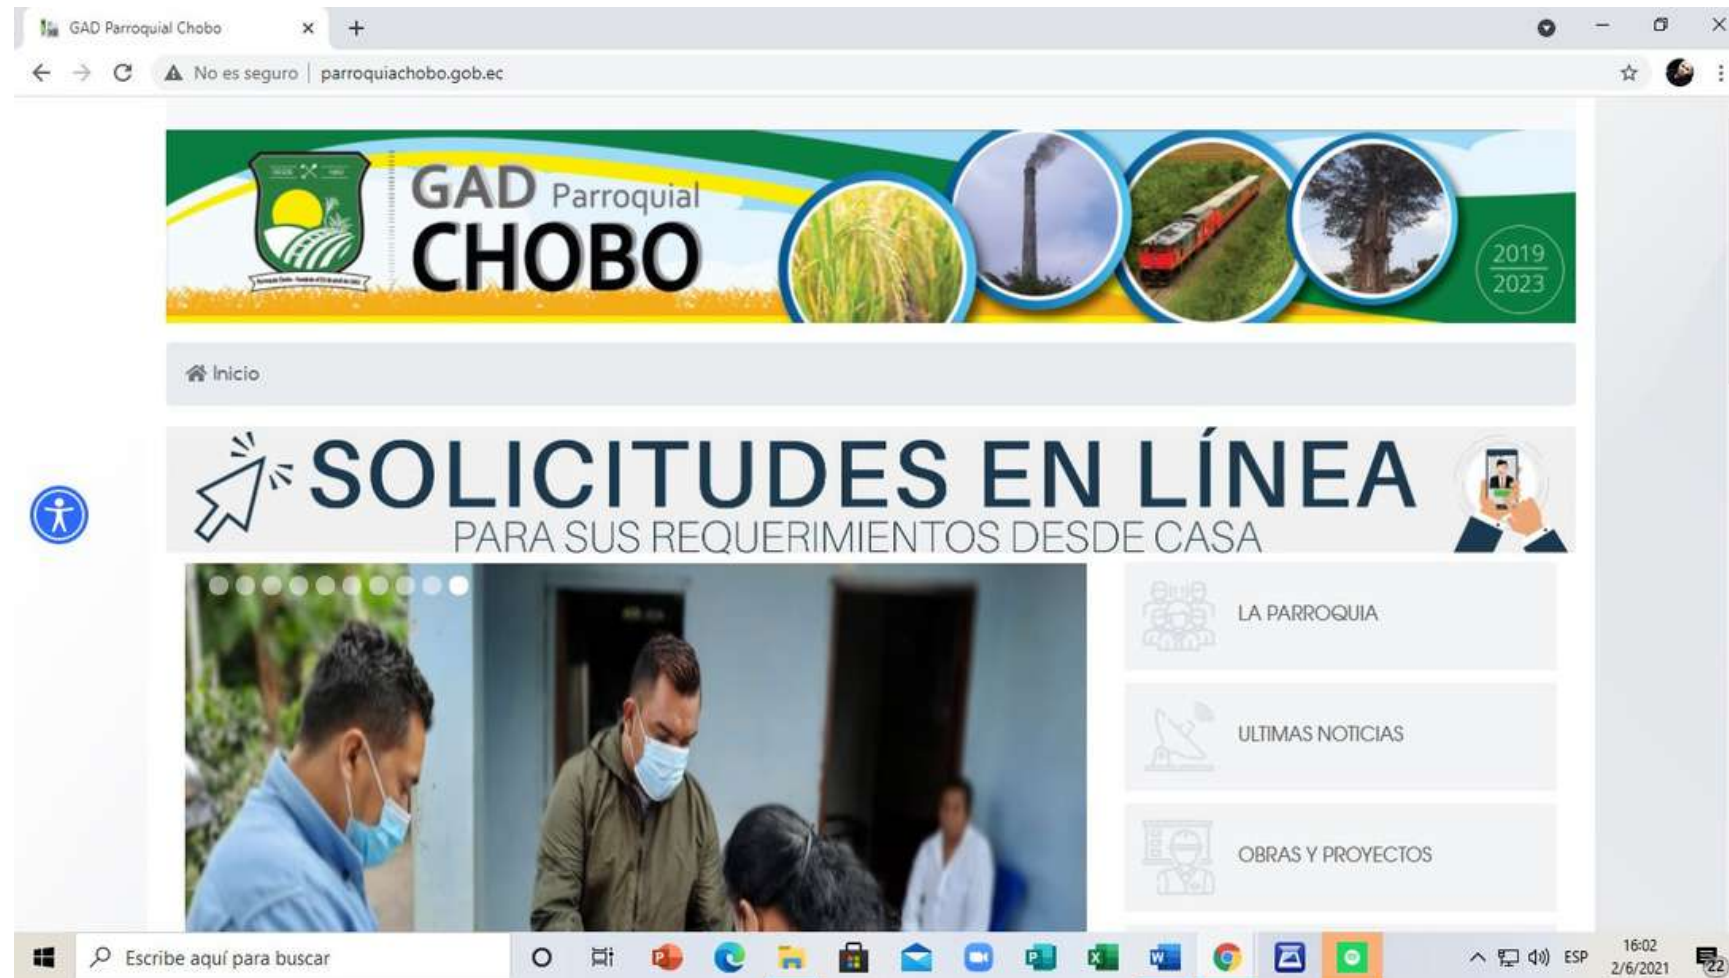 GAD Parroquial Chobo
No es seguro | parroquiachobo.gob.ec
GAD Parroquial
CHOBO
2019
2023
Inicio
SOLICITUDES EN LÍNEA
PARA SUS REQUERIMIENTOS DESDE CASA
LA PARROQUIA
ULTIMAS NOTICIAS
OBRAS Y PROYECTOS
Escribe aquí para buscar
ESP
16:02
2/6/2021
22